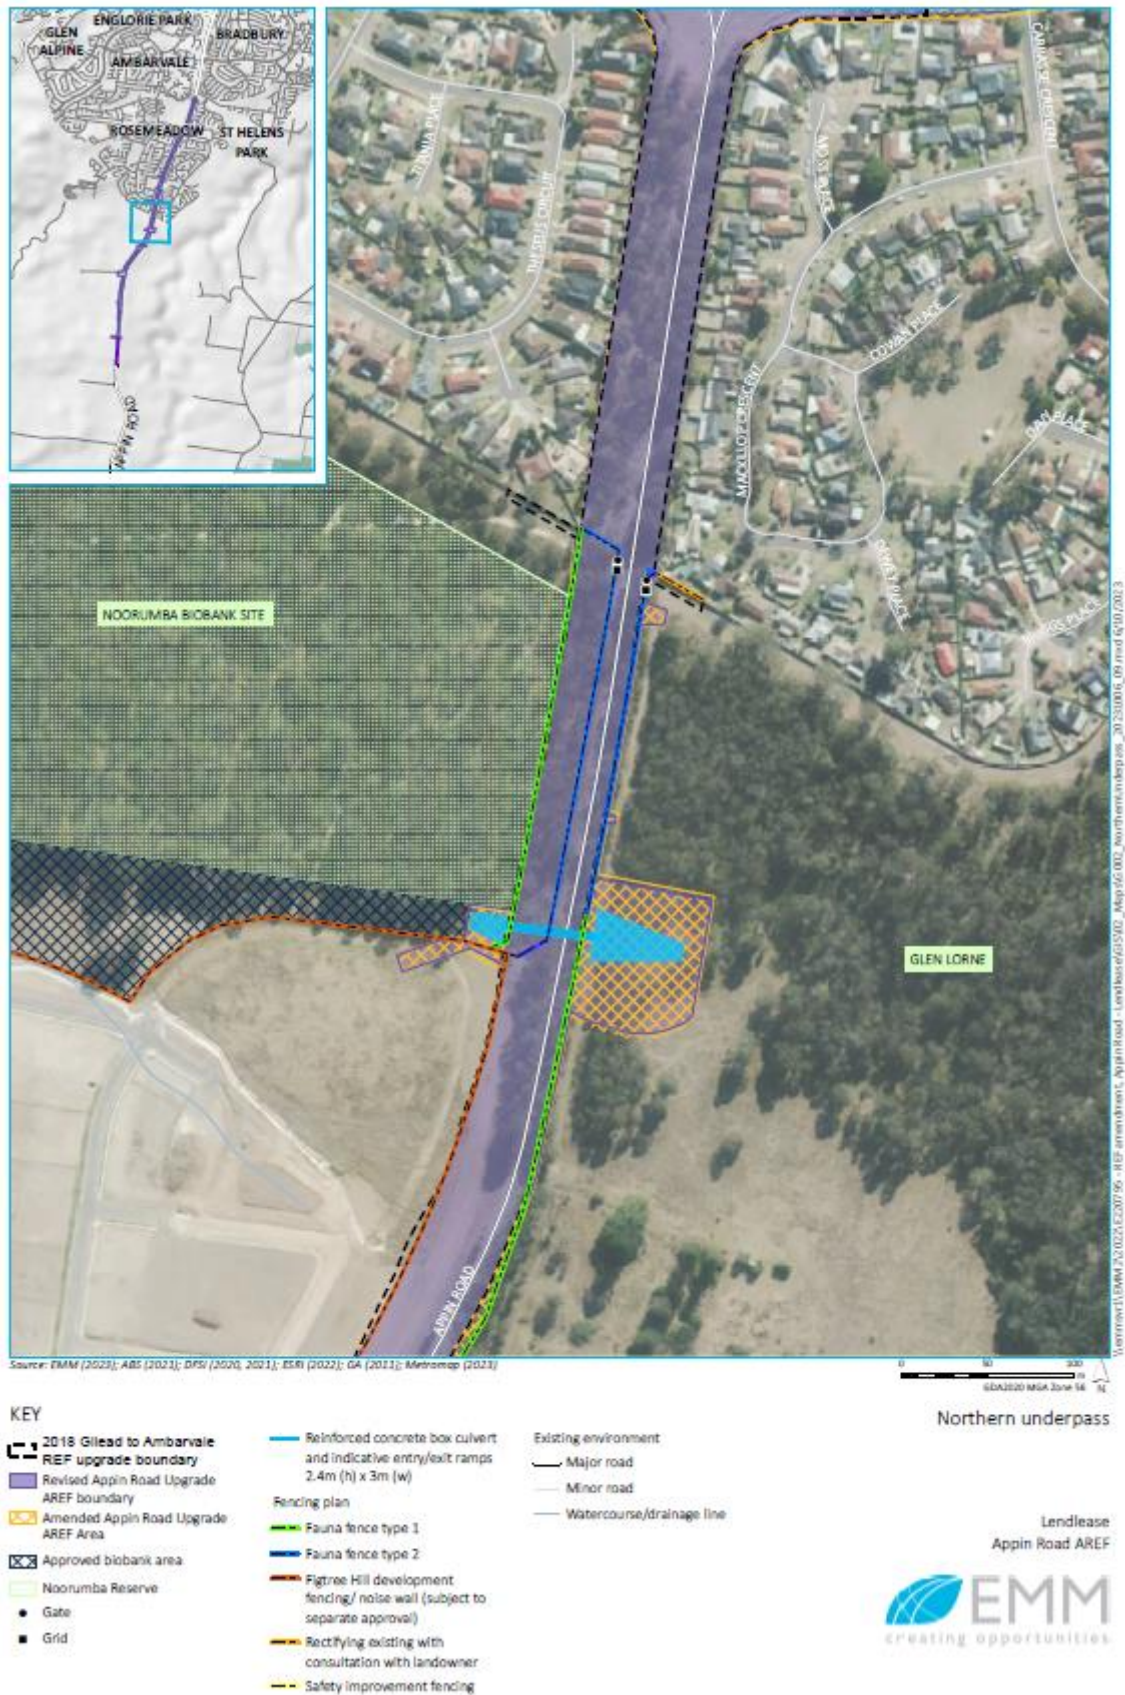 ENGLORIE PARK
GLEN
ALPINE
BRADBURY
AMBARVALE
ROSEMEADOW
ST HELENS
PARK
APPIN ROAD
THESEUS CIRCUIT
MACKILLOP CRESCENT
COWAN PLACE
NOORUMBA BIOBANK SITE
GLEN LORNE
APPIN ROAD
Source: EMM (2023); ABS (2021); DFSI (2020, 2021); ESRI (2022); GA (2011); Metromap (2023)
0 50 100
m
GDA2020 MGA Zone 56
N
KEY
2018 Gilead to Ambarvale
REF upgrade boundary
Revised Appin Road Upgrade
AREF boundary
Amended Appin Road Upgrade
AREF Area
Approved biobank area
Noorumba Reserve
Gate
Grid
Reinforced concrete box culvert
and indicative entry/exit ramps
2.4m (h) x 3m (w)
Fencing plan
Fauna fence type 1
Fauna fence type 2
Figtree Hill development
fencing/ noise wall (subject to
separate approval)
Rectifying existing with
consultation with landowner
Safety improvement fencing
Existing environment
Major road
Minor road
Watercourse/drainage line
Northern underpass
Lendlease
Appin Road AREF
EMM
creating opportunities